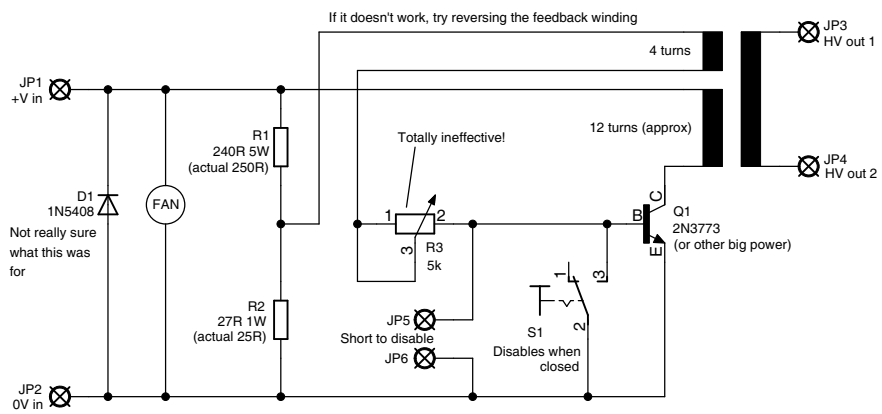 If it doesn't work, try reversing the feedback winding
JP3
HV out 1
4 turns
JP1
+V in
R1
240R 5W
(actual 250R)
Totally ineffective!
12 turns (approx)
JP4
HV out 2
D1
1N5408
FAN
Not really sure
what this was
for
1
2
3
R3
5k
B
C
E
Q1
2N3773
(or other big power)
R2
27R 1W
(actual 25R)
JP5
Short to disable
JP6
1
3
2
S1
Disables when
closed
JP2
0V in